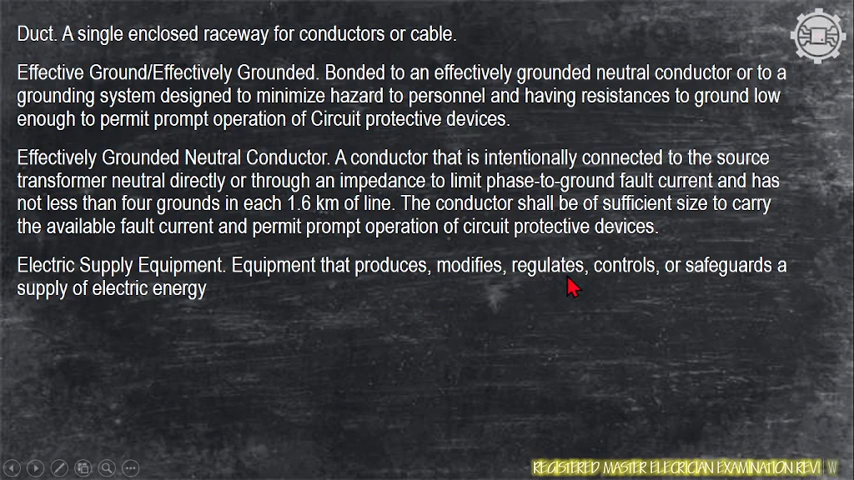 Duct. A single enclosed raceway for conductors or cable.
Effective Ground/Effectively Grounded. Bonded to an effectively grounded neutral conductor or to a
grounding system designed to minimize hazard to personnel and having resistances to ground low
enough to permit prompt operation of Circuit protective devices.
Effectively Grounded Neutral Conductor. A conductor that is intentionally connected to the source
transformer neutral directly or through an impedance to limit phase-to-ground fault current and has
not less than four grounds in each 1.6 km of line. The conductor shall be of sufficient size to carry
the available fault current and permit prompt operation of circuit protective devices.
Electric Supply Equipment. Equipment that produces, modifies, regulates, controls, or safeguards a
supply of electric energy
REGISTERED MASTER ELECRICIAN EXAMINATION REVIEW